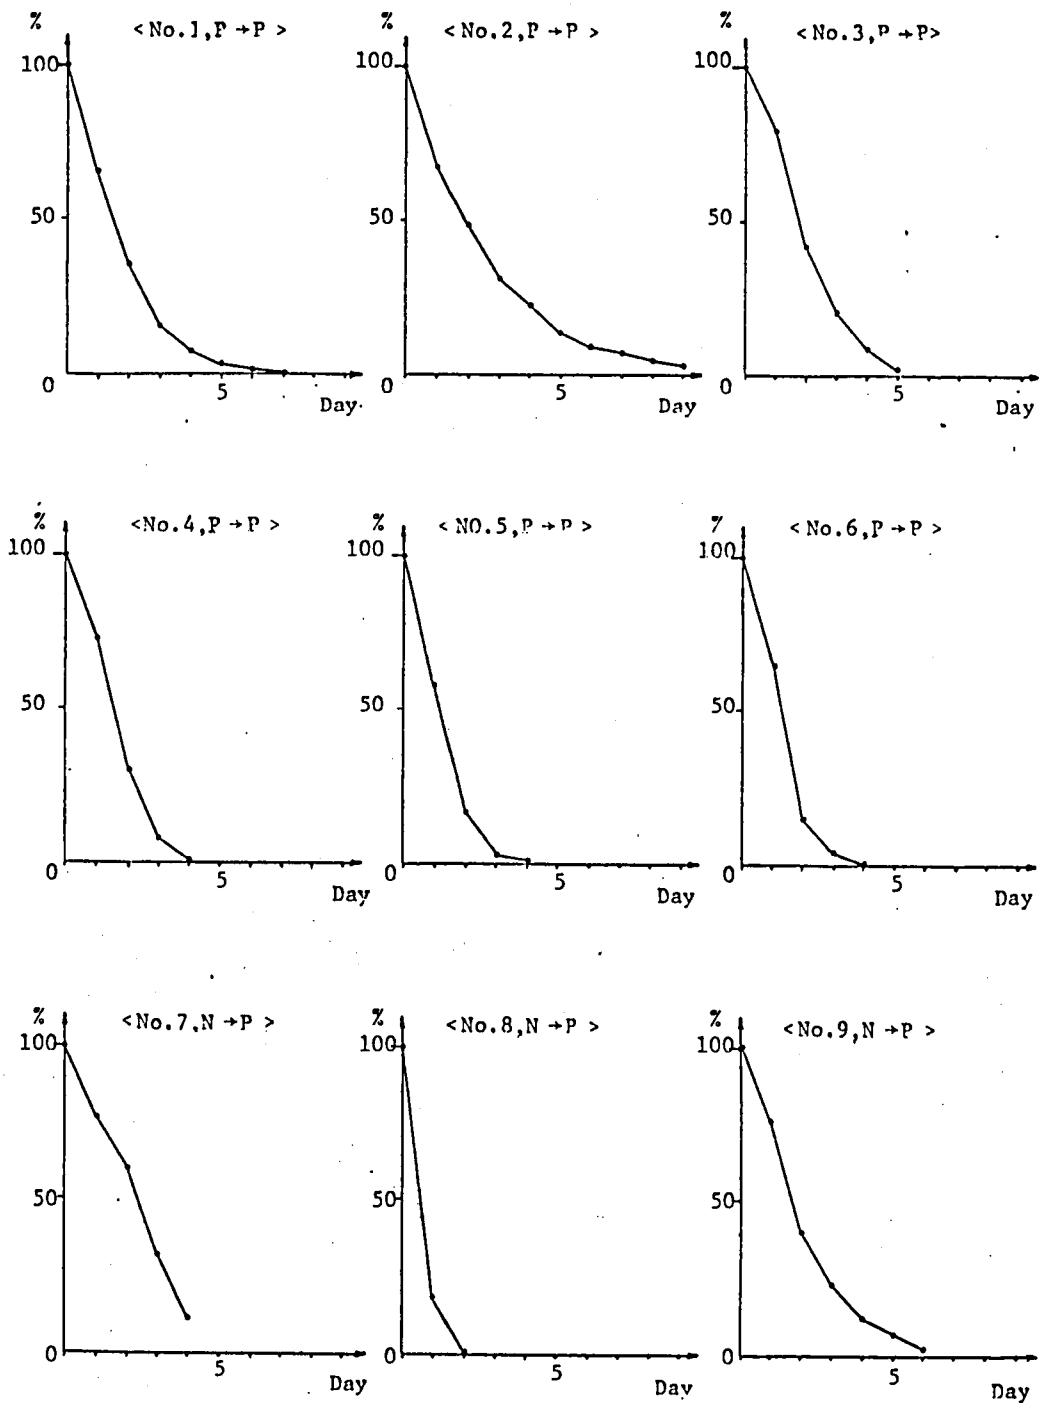 % <No.1,P→P>
100
50
0
Day
% <No.2,P→P>
100
50
0 5
Day
% <No.3,P→P>
100
50
0 5
Day
% <No.4,P→P>
100
50
0 5
Day
% <NO.5,P→P>
100
50
0 5
Day
% <No.6,P→P>
100
50
0 5
Day
% <No.7,N→P>
100
50
0 5
Day
% <No.8,N→P>
100
50
0 5
Day
% <No.9,N→P>
100
50
0 5
Day